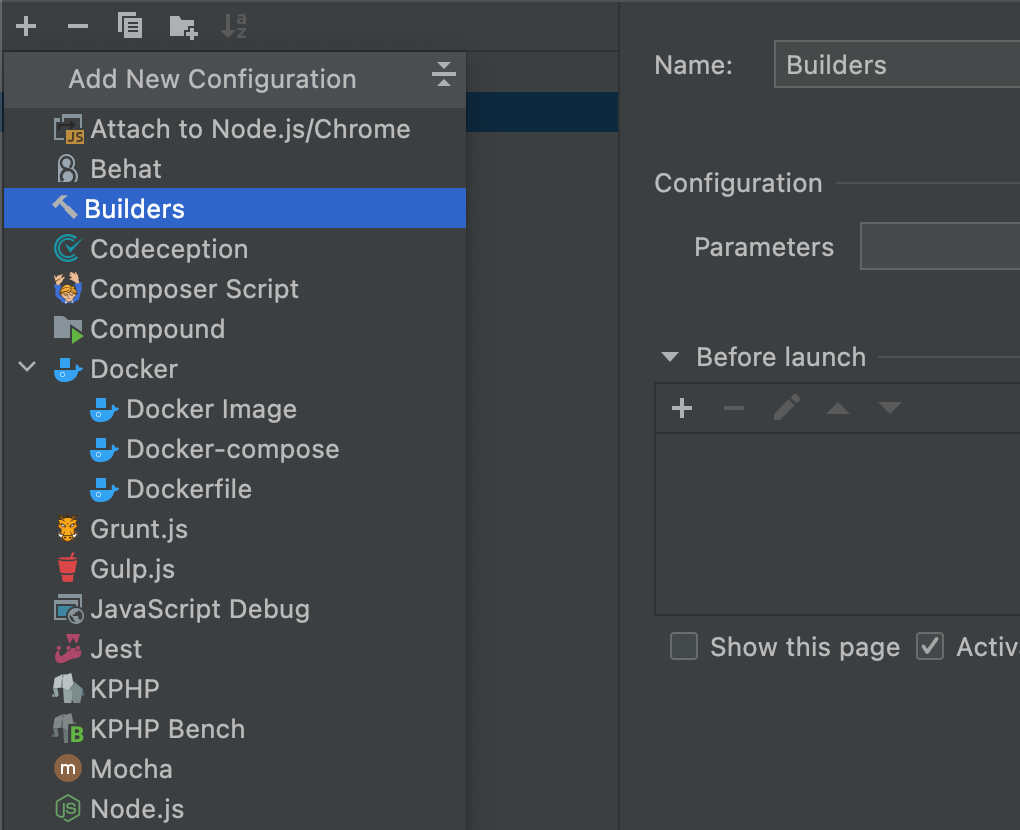 Add New Configuration
Attach to Node.js/Chrome
Behat
Builders
Codeception
Composer Script
Compound
Docker
Docker Image
Docker-compose
Dockerfile
Grunt.js
Gulp.js
JavaScript Debug
Jest
KPHP
KPHP Bench
Mocha
Node.js
Name: Builders
Configuration
Parameters
Before launch
Show this page Activ